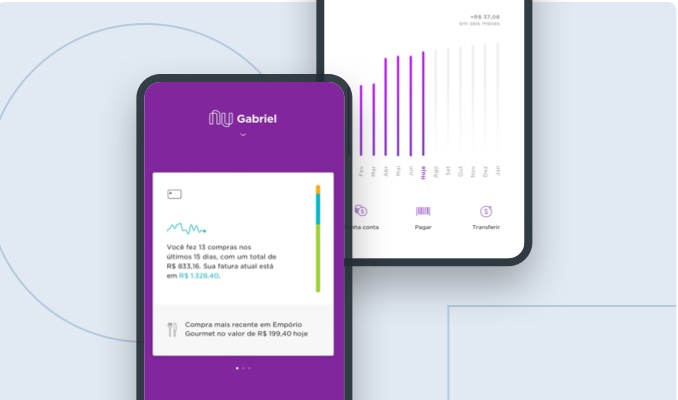 +R$ 37,06
em seis meses
nu Gabriel
Fev Mar Abr Mai Jun Hoje Ago Set Out Nov Dez Jan
Você fez 13 compras nos
últimos 15 dias, com um total de
R$ 833,16. Sua fatura atual está
em R$ 1.328,40.
nha conta Pagar Transferir
Compra mais recente em Empório
Gourmet no valor de R$ 199,40 hoje